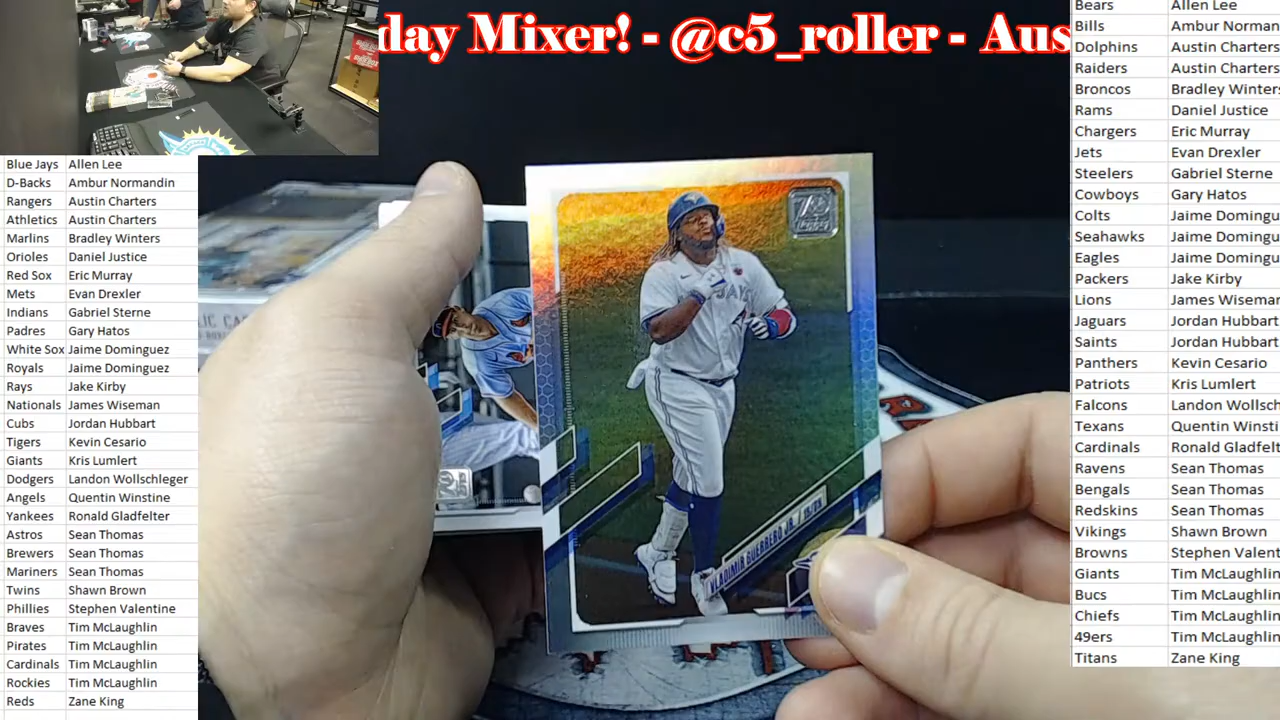 day Mixer! - @c5_roller - Aus
Blue Jays Allen Lee
D-Backs Ambur Normandin
Rangers Austin Charters
Athletics Austin Charters
Marlins Bradley Winters
Orioles Daniel Justice
Red Sox Eric Murray
Mets Evan Drexler
Indians Gabriel Sterne
Padres Gary Hatos
White Sox Jaime Dominguez
Royals Jaime Dominguez
Rays Jake Kirby
Nationals James Wiseman
Cubs Jordan Hubbart
Tigers Kevin Cesario
Giants Kris Lumlert
Dodgers Landon Wollschleger
Angels Quentin Winstine
Yankees Ronald Gladfelter
Astros Sean Thomas
Brewers Sean Thomas
Mariners Sean Thomas
Twins Shawn Brown
Phillies Stephen Valentine
Braves Tim McLaughlin
Pirates Tim McLaughlin
Cardinals Tim McLaughlin
Rockies Tim McLaughlin
Reds Zane King
JAYS
VLADIMIR GUERRERO JR. / 1B/DH
70
Bears Allen Lee
Bills Ambur Norman
Dolphins Austin Charters
Raiders Austin Charters
Broncos Bradley Winters
Rams Daniel Justice
Chargers Eric Murray
Jets Evan Drexler
Steelers Gabriel Sterne
Cowboys Gary Hatos
Colts Jaime Domingu
Seahawks Jaime Domingu
Eagles Jaime Domingu
Packers Jake Kirby
Lions James Wiseman
Jaguars Jordan Hubbart
Saints Jordan Hubbart
Panthers Kevin Cesario
Patriots Kris Lumlert
Falcons Landon Wollsch
Texans Quentin Winsti
Cardinals Ronald Gladfelt
Ravens Sean Thomas
Bengals Sean Thomas
Redskins Sean Thomas
Vikings Shawn Brown
Browns Stephen Valent
Giants Tim McLaughlin
Bucs Tim McLaughlin
Chiefs Tim McLaughlin
49ers Tim McLaughlin
Titans Zane King